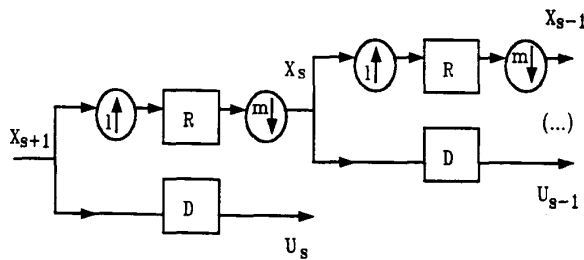 X_{s-1}
X_s
l R m
l R m
X_{s+1}
(...)
D
D
U_{s-1}
U_s